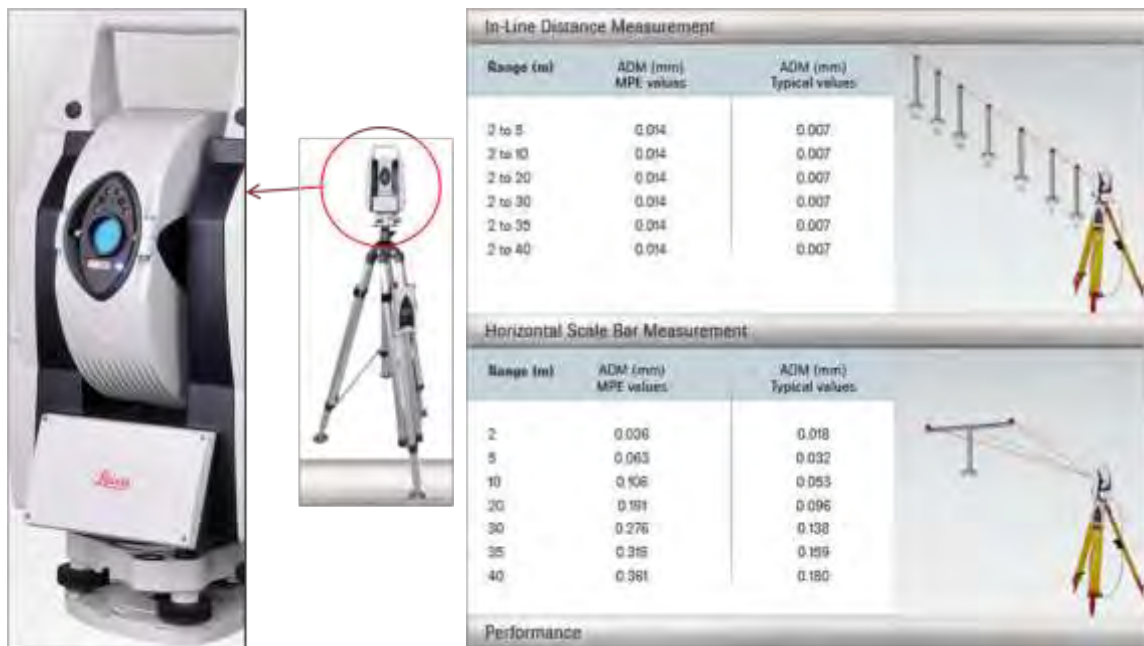 Leica
In-Line Distance Measurement
Range (m) ADM (mm) MPE values ADM (mm) Typical values
2 to 5 0.014 0.007
2 to 10 0.014 0.007
2 to 20 0.014 0.007
2 to 30 0.014 0.007
2 to 35 0.014 0.007
2 to 40 0.014 0.007
Horizontal Scale Bar Measurement
Range (m) ADM (mm) MPE values ADM (mm) Typical values
2 0.036 0.018
5 0.063 0.032
10 0.106 0.053
20 0.191 0.096
30 0.276 0.138
35 0.318 0.159
40 0.361 0.180
Performance